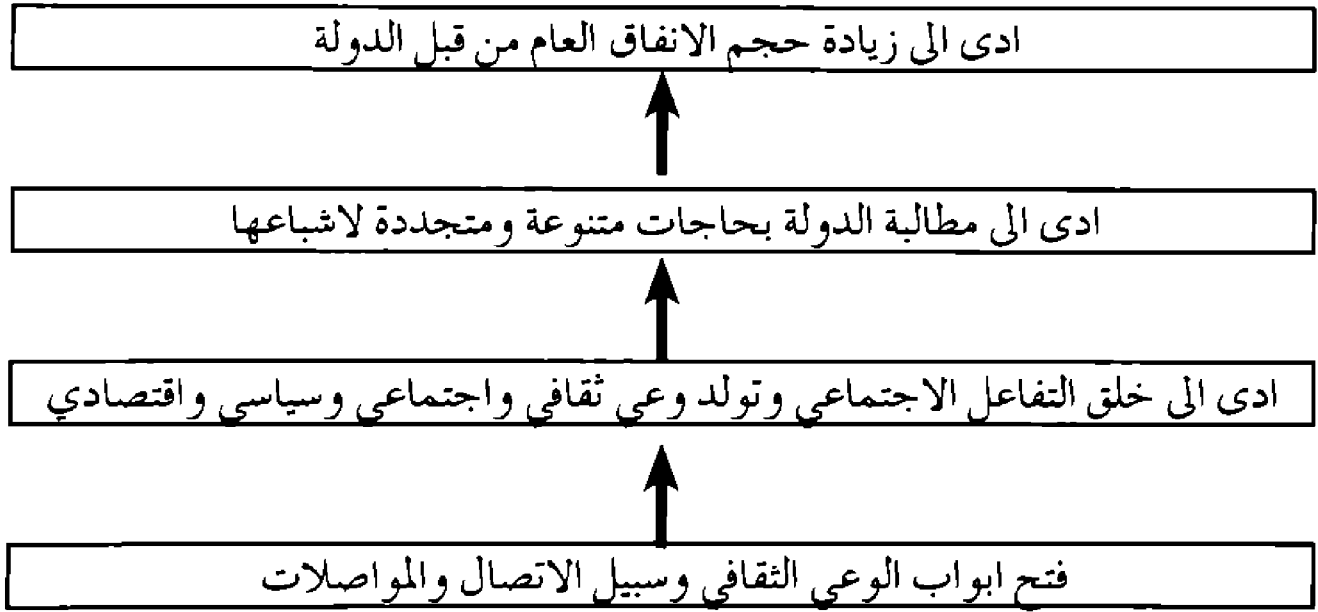 ادى الى زيادة حجم الانفاق العام من قبل الدولة
ادى الى مطالبة الدولة بحاجات متنوعة ومتجددة لاشباعها
ادى الى خلق التفاعل الاجتماعي وتولد وعي ثقافي واجتماعي وسياسي واقتصادي
فتح ابواب الوعي الثقافي وسبيل الاتصال والمواصلات